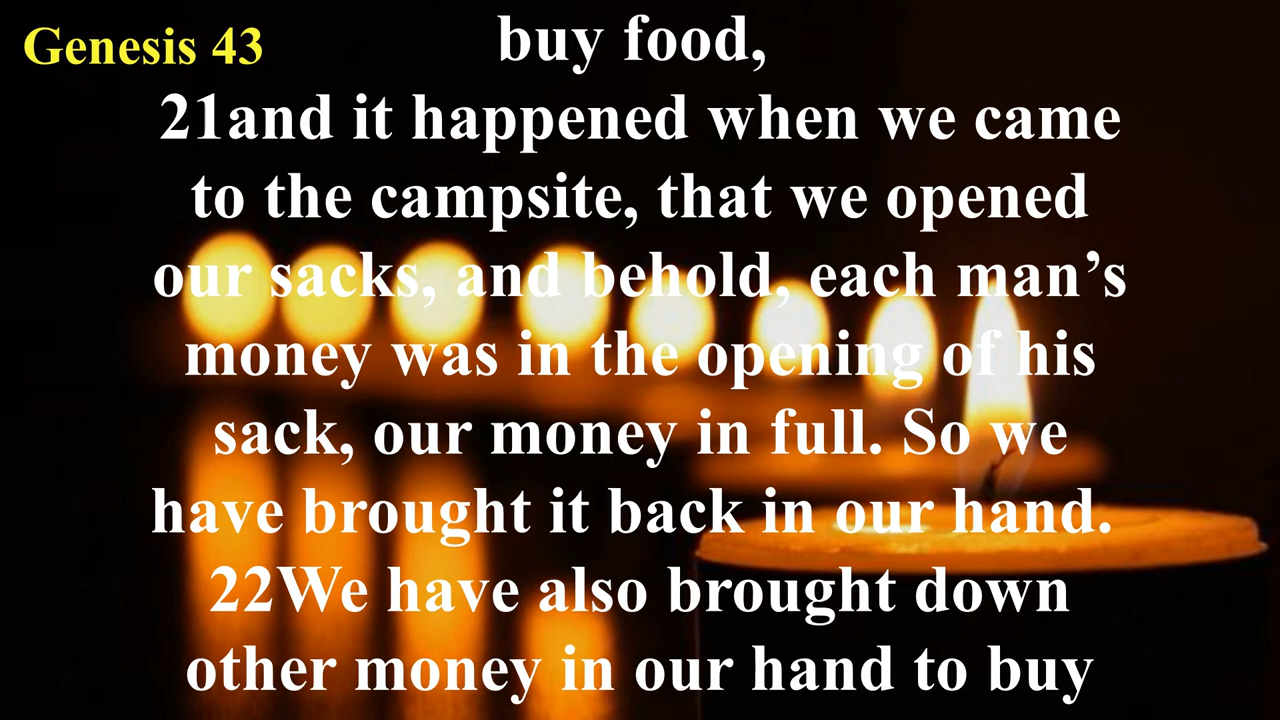 Genesis 43
buy food,
21and it happened when we came
to the campsite, that we opened
our sacks, and behold, each man’s
money was in the opening of his
sack, our money in full. So we
have brought it back in our hand.
22We have also brought down
other money in our hand to buy